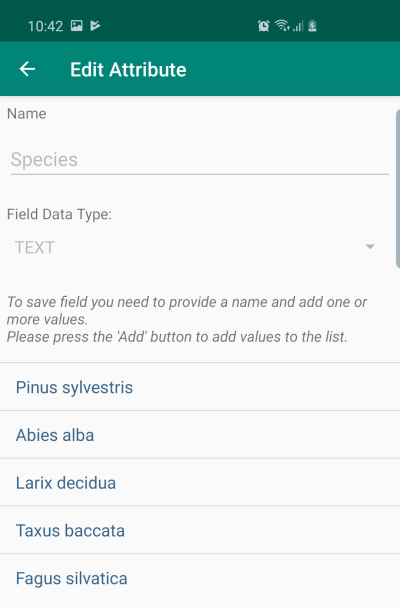 10:42
Edit Attribute
Name
Species
Field Data Type:
TEXT
To save field you need to provide a name and add one or
more values.
Please press the 'Add' button to add values to the list.
Pinus sylvestris
Abies alba
Larix decidua
Taxus baccata
Fagus silvatica